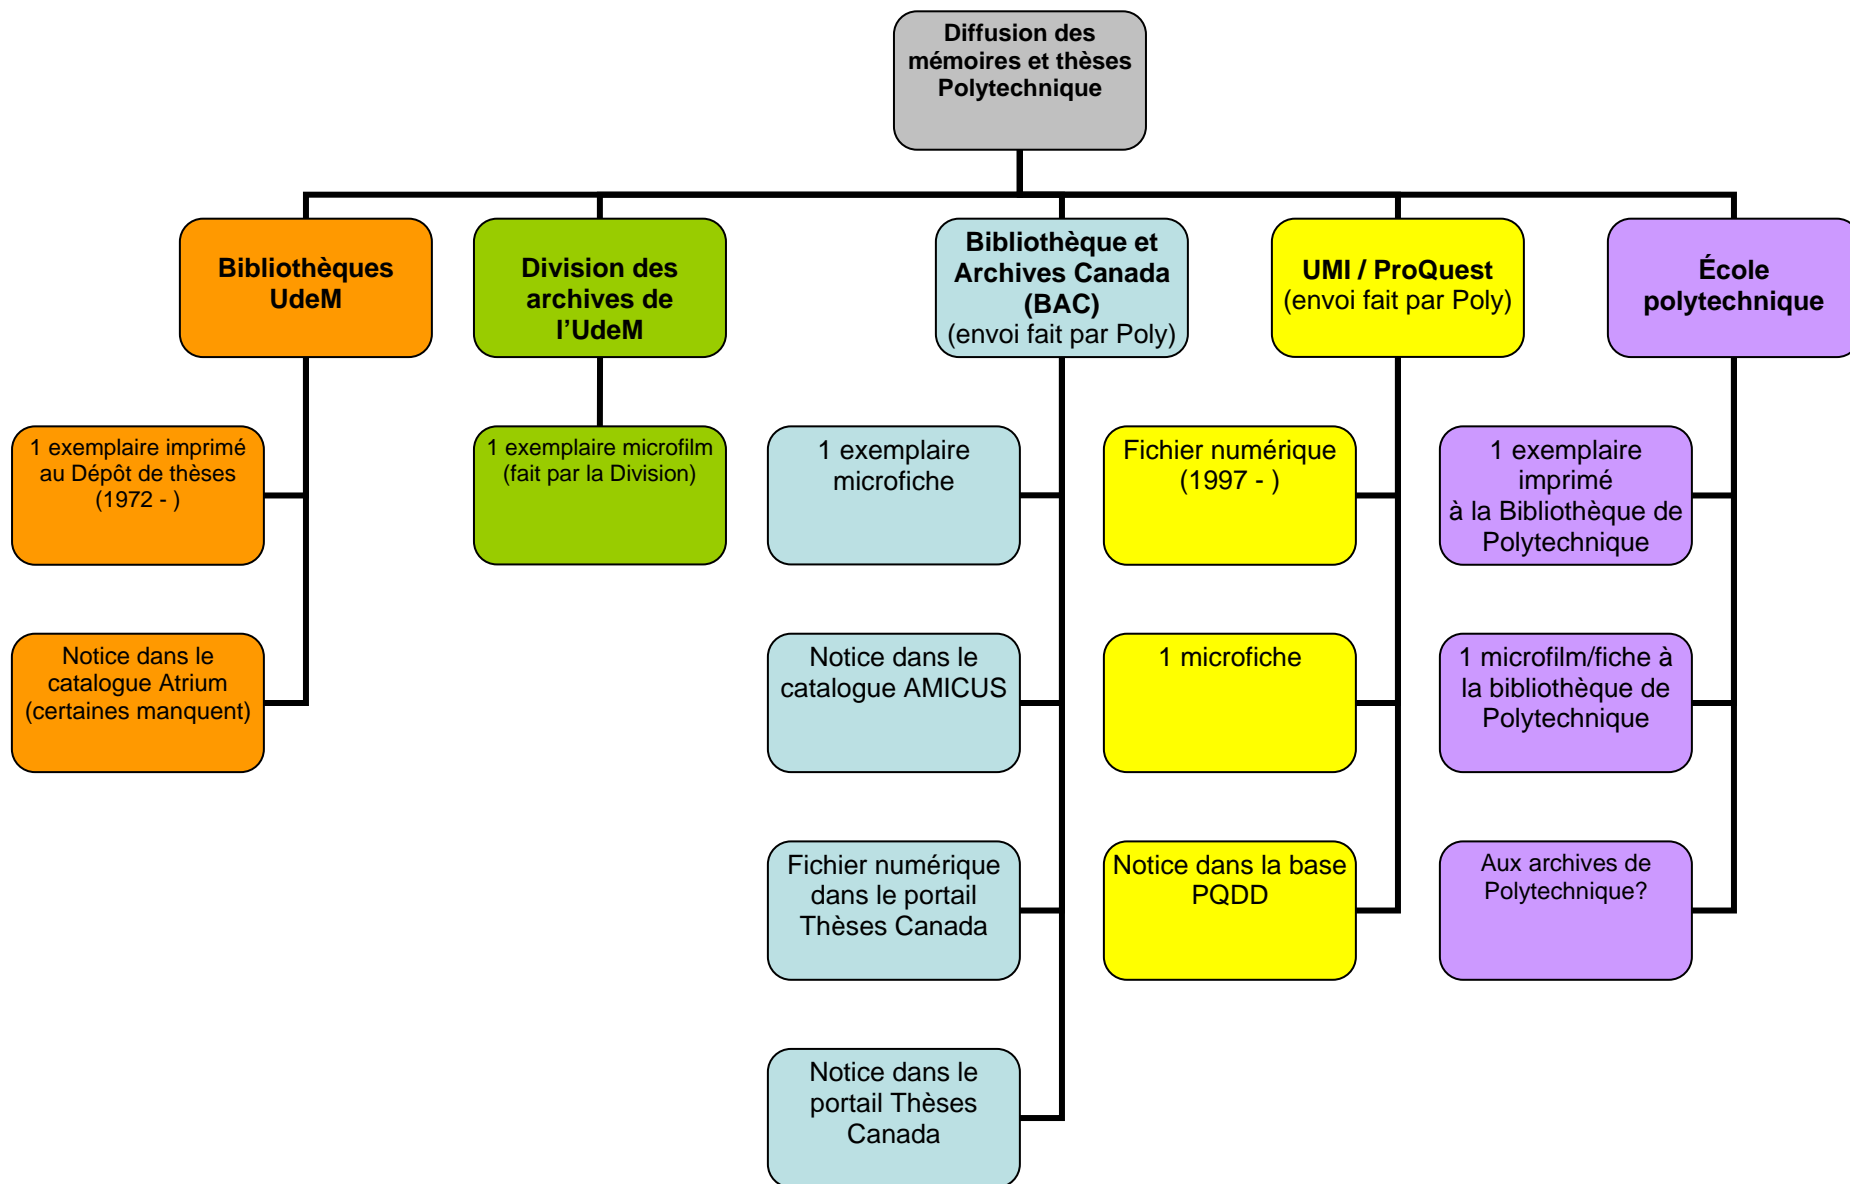 Diffusion des
mémoires et thèses
Polytechnique
Bibliothèques
UdeM
Division des
archives de
l’UdeM
Bibliothèque et
Archives Canada
(BAC)
(envoi fait par Poly)
UMI / ProQuest
(envoi fait par Poly)
École
polytechnique
1 exemplaire imprimé
au Dépôt de thèses
(1972 - )
1 exemplaire microfilm
(fait par la Division)
1 exemplaire
microfiche
Fichier numérique
(1997 - )
1 exemplaire
imprimé
à la Bibliothèque de
Polytechnique
Notice dans le
catalogue Atrium
(certaines manquent)
Notice dans le
catalogue AMICUS
1 microfiche
1 microfilm/fiche à
la bibliothèque de
Polytechnique
Fichier numérique
dans le portail
Thèses Canada
Notice dans la base
PQDD
Aux archives de
Polytechnique?
Notice dans le
portail Thèses
Canada